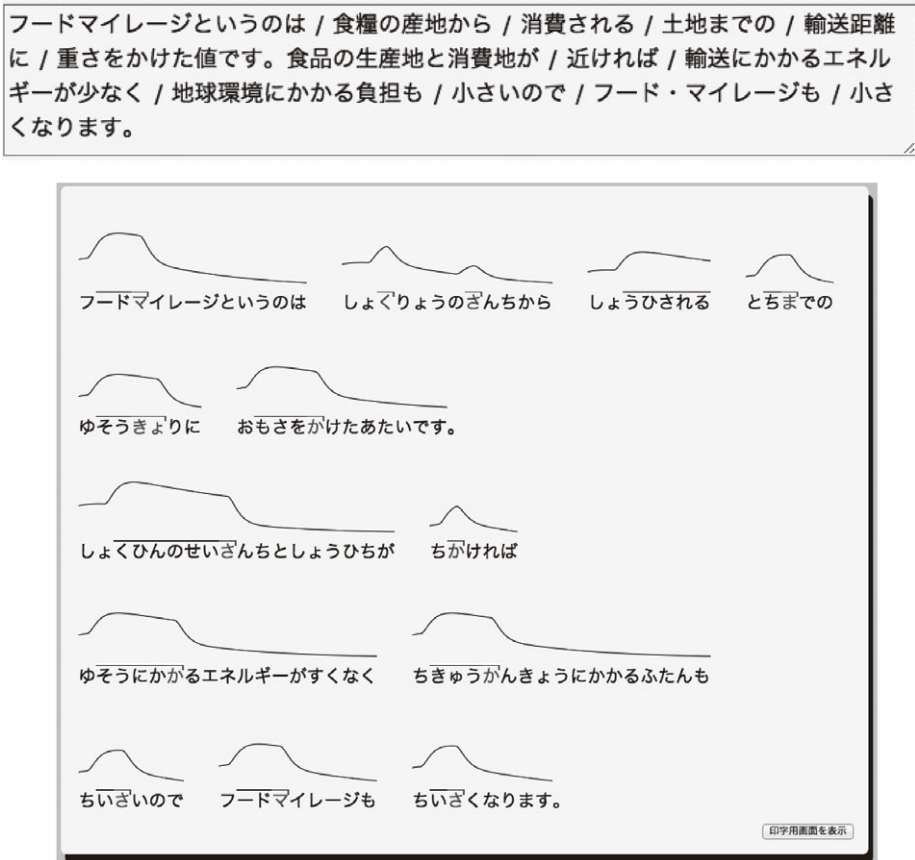 フードマイレージというのは / 食糧の産地から / 消費される / 土地までの / 輸送距離
に / 重さをかけた値です。食品の生産地と消費地が / 近ければ / 輸送にかかるエネル
ギーが少なく / 地球環境にかかる負担も / 小さいので / フード・マイレージも / 小さ
くなります。
フードマイレージというのは しょくりょうのさんちから しょうひされる とちまでの
ゆそうきょりに おもさをかけたあたいです。
しょくひんのせいさんちとしょうひちが ちかければ
ゆそうにかかるエネルギーがすくなく ちきゅうかんきょうにかかるふたんも
ちいさいので フードマイレージも ちいさくなります。
印字用画面を表示